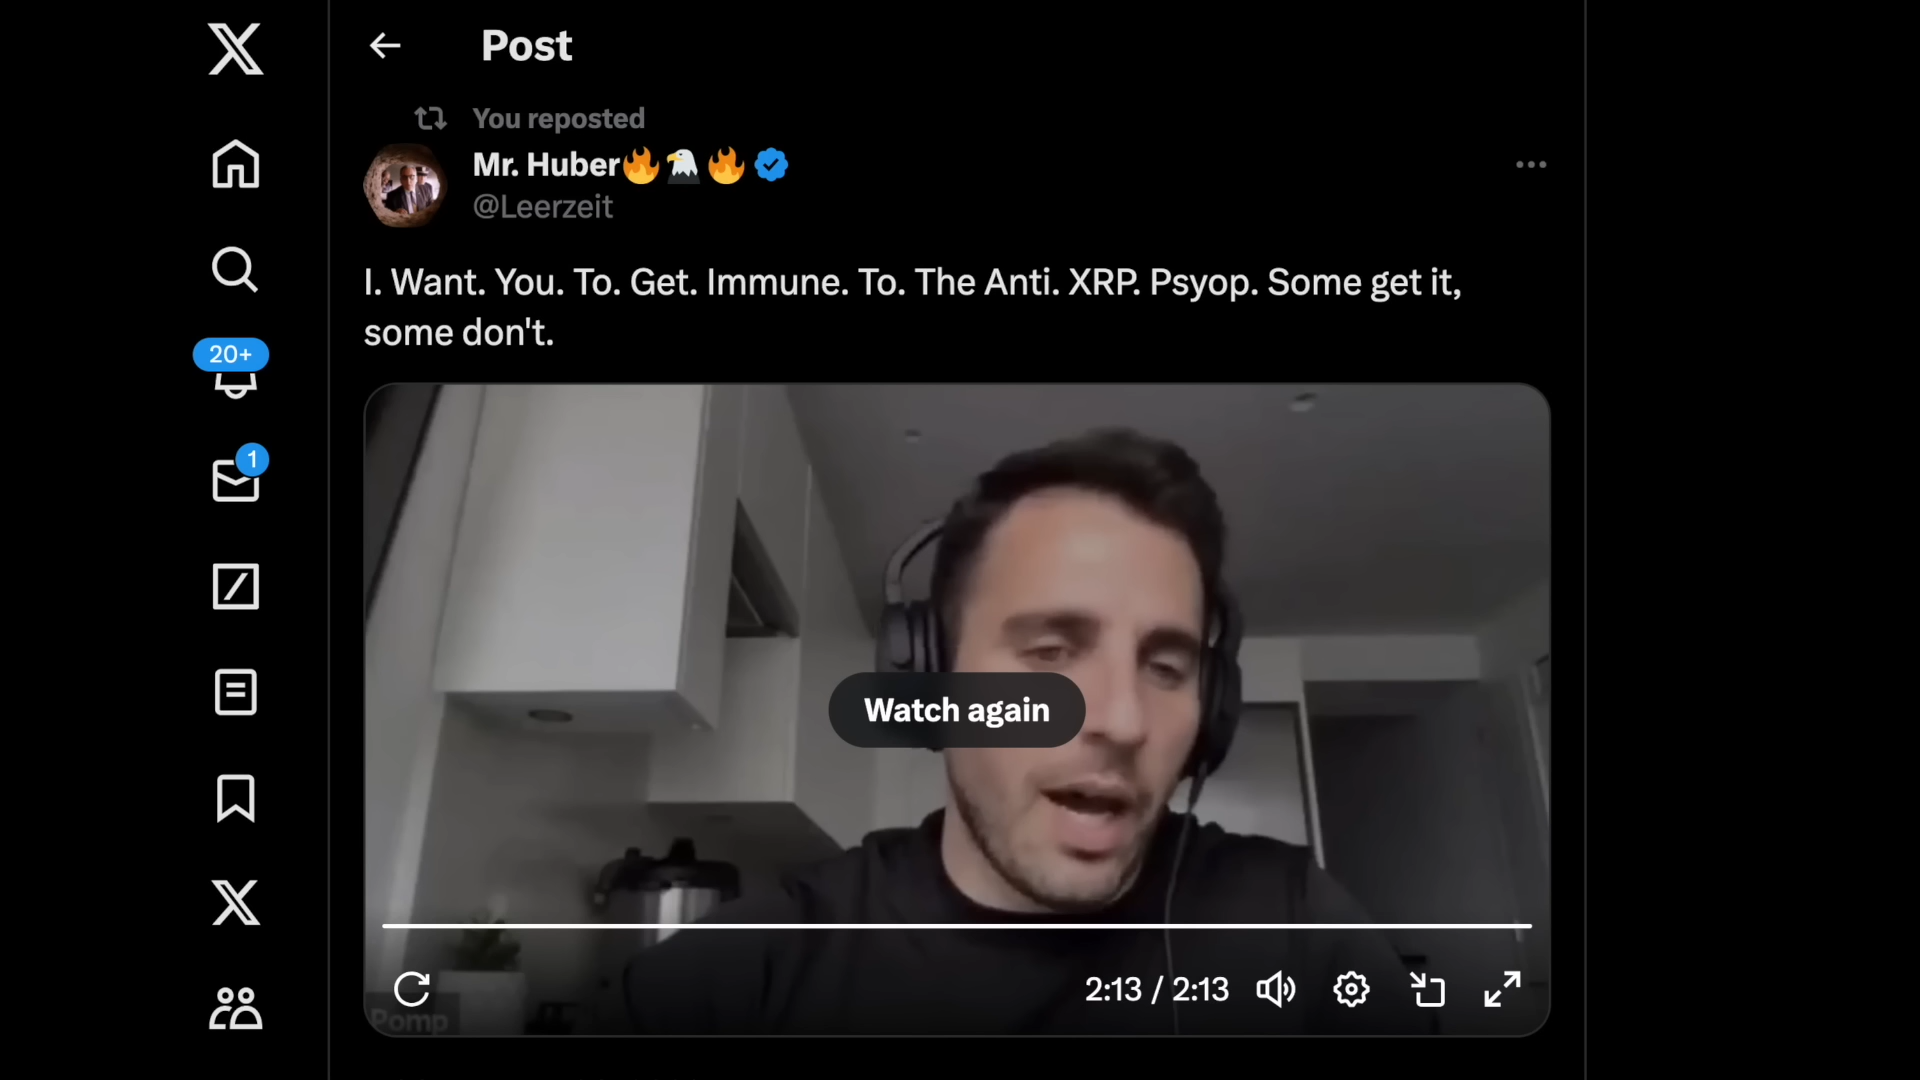 Post
You reposted
Mr. Huber🔥🦅🔥
@Leerzeit
I. Want. You. To. Get. Immune. To. The Anti. XRP. Psyop. Some get it,
some don't.
20+
1
Watch again
2:13 / 2:13
Pomp